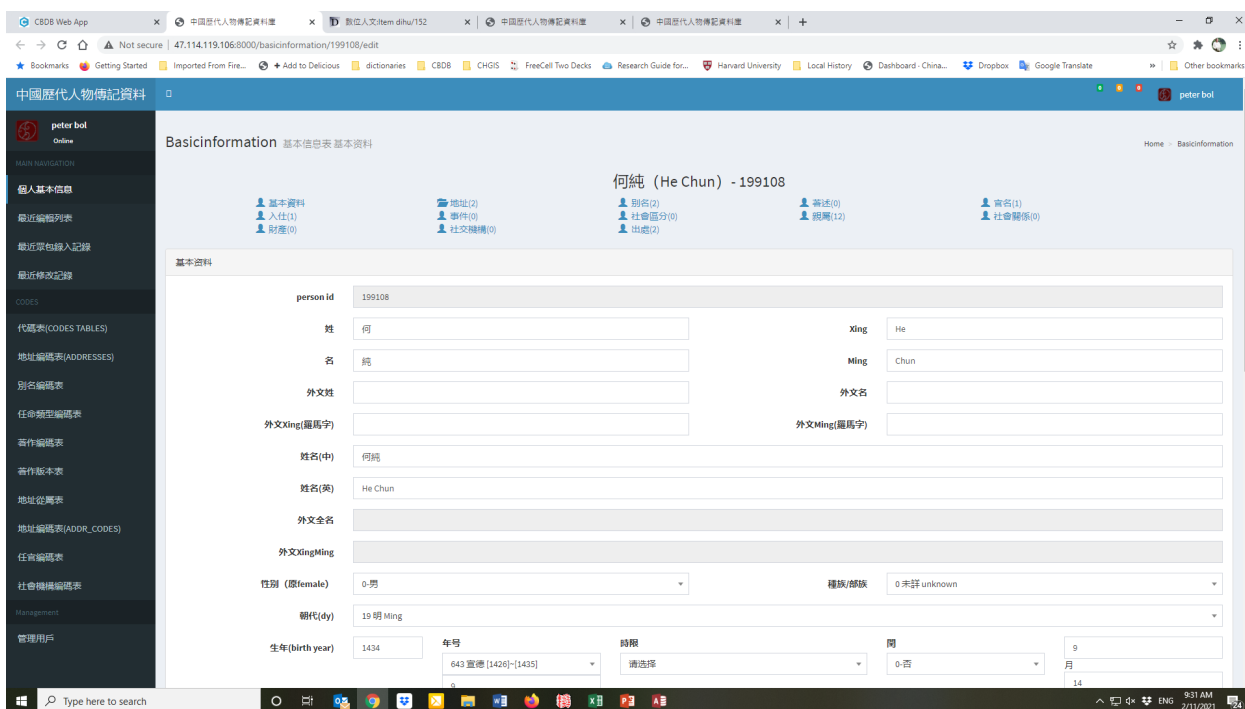 CBDB Web App
中國歷代人物傳記資料庫
數位人文:Item dihu/152
中國歷代人物傳記資料庫
中國歷代人物傳記資料庫
Not secure | 47.114.119.106:8000/basicinformation/199108/edit
Bookmarks Getting Started Imported From Fire... + Add to Delicious dictionaries CBDB CHGIS FreeCell Two Decks Research Guide for... Harvard University Local History Dashboard · China... Dropbox Google Translate » Other bookmarks
中國歷代人物傳記資料
0 0 0 peter bol
peter bol
Online
MAIN NAVIGATION
個人基本信息
最近編輯列表
最近眾包錄入記錄
最近修改記錄
CODES
代碼表(CODES TABLES)
地址編碼表(ADDRESSES)
別名編碼表
任命類型編碼表
著作編碼表
著作版本表
地址從屬表
地址編碼表(ADDR_CODES)
任官編碼表
社會機構編碼表
Management
管理用戶
Basicinformation 基本信息表 基本资料
Home > Basicinformation
何純（He Chun）- 199108
基本資料 地址(2) 別名(2) 著述(0) 官名(1)
入仕(1) 事件(0) 社會區分(0) 親屬(12) 社會關係(0)
財產(0) 社交機構(0) 出處(2)
基本资料
person id 199108
姓 何 Xing He
名 純 Ming Chun
外文姓 外文名
外文Xing(羅馬字) 外文Ming(羅馬字)
姓名(中) 何純
姓名(英) He Chun
外文全名
外文XingMing
性别（原female） 0-男 種族/部族 0 未詳 unknown
朝代(dy) 19 明 Ming
生年(birth year) 1434 年号 時限 閏 9
643 宣德 [1426]~[1435] 请选择 0-否 月
9 14
Type here to search
ENG 9:31 AM
2/11/2021 24